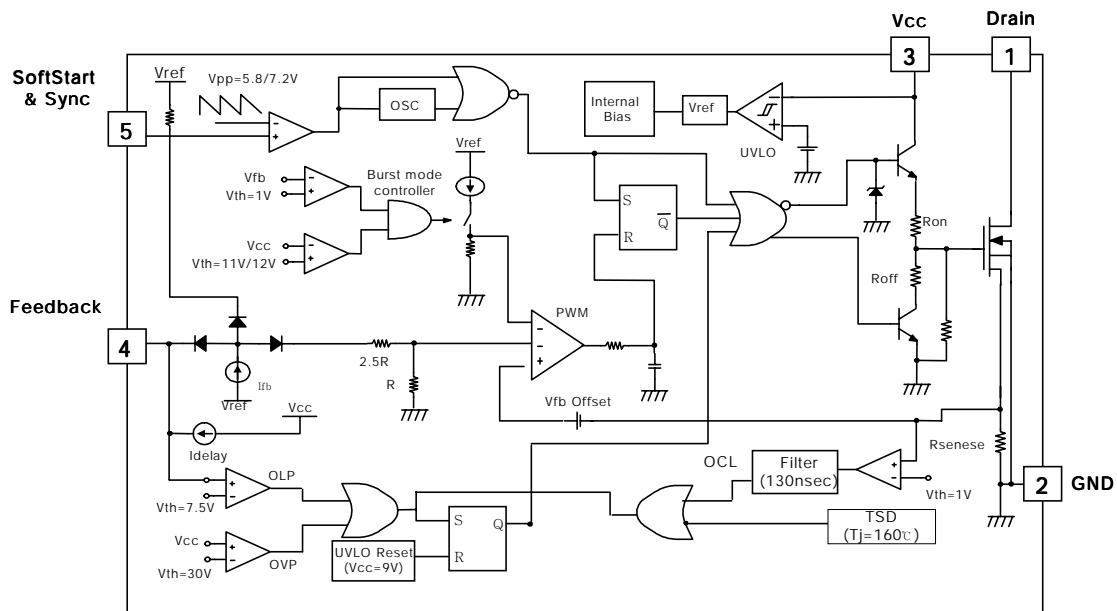 Vcc
Drain
3
1
SoftStart
& Sync
5
Vref
Vpp=5.8/7.2V
−
+
OSC
Internal
Bias
Vref
−
+
UVLO
Vfb
Vth=1V
−
+
Burst mode
controller
Vref
Vcc
Vth=11V/12V
−
+
S
R
Q
Ron
Roff
Feedback
4
Ifb
Vref
2.5R
R
PWM
−
−
+
Vfb Offset
Vcc
Idelay
Rsenese
OCL
Filter
(130nsec)
+
−
Vth=1V
2
GND
TSD
(Tj=160℃)
OLP
+
−
Vth=7.5V
Vcc
+
−
Vth=30V
OVP
UVLO Reset
(Vcc=9V)
S
R
Q